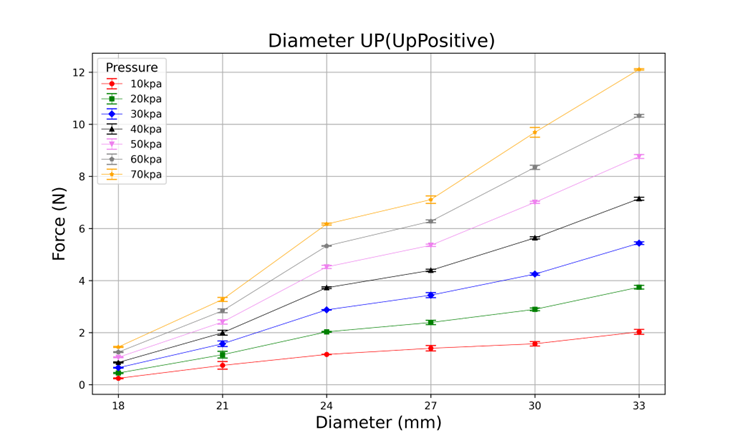 Diameter UP(UpPositive)
Pressure
10kpa
20kpa
30kpa
40kpa
50kpa
60kpa
70kpa
Force (N)
12
10
8
6
4
2
0
18 21 24 27 30 33
Diameter (mm)